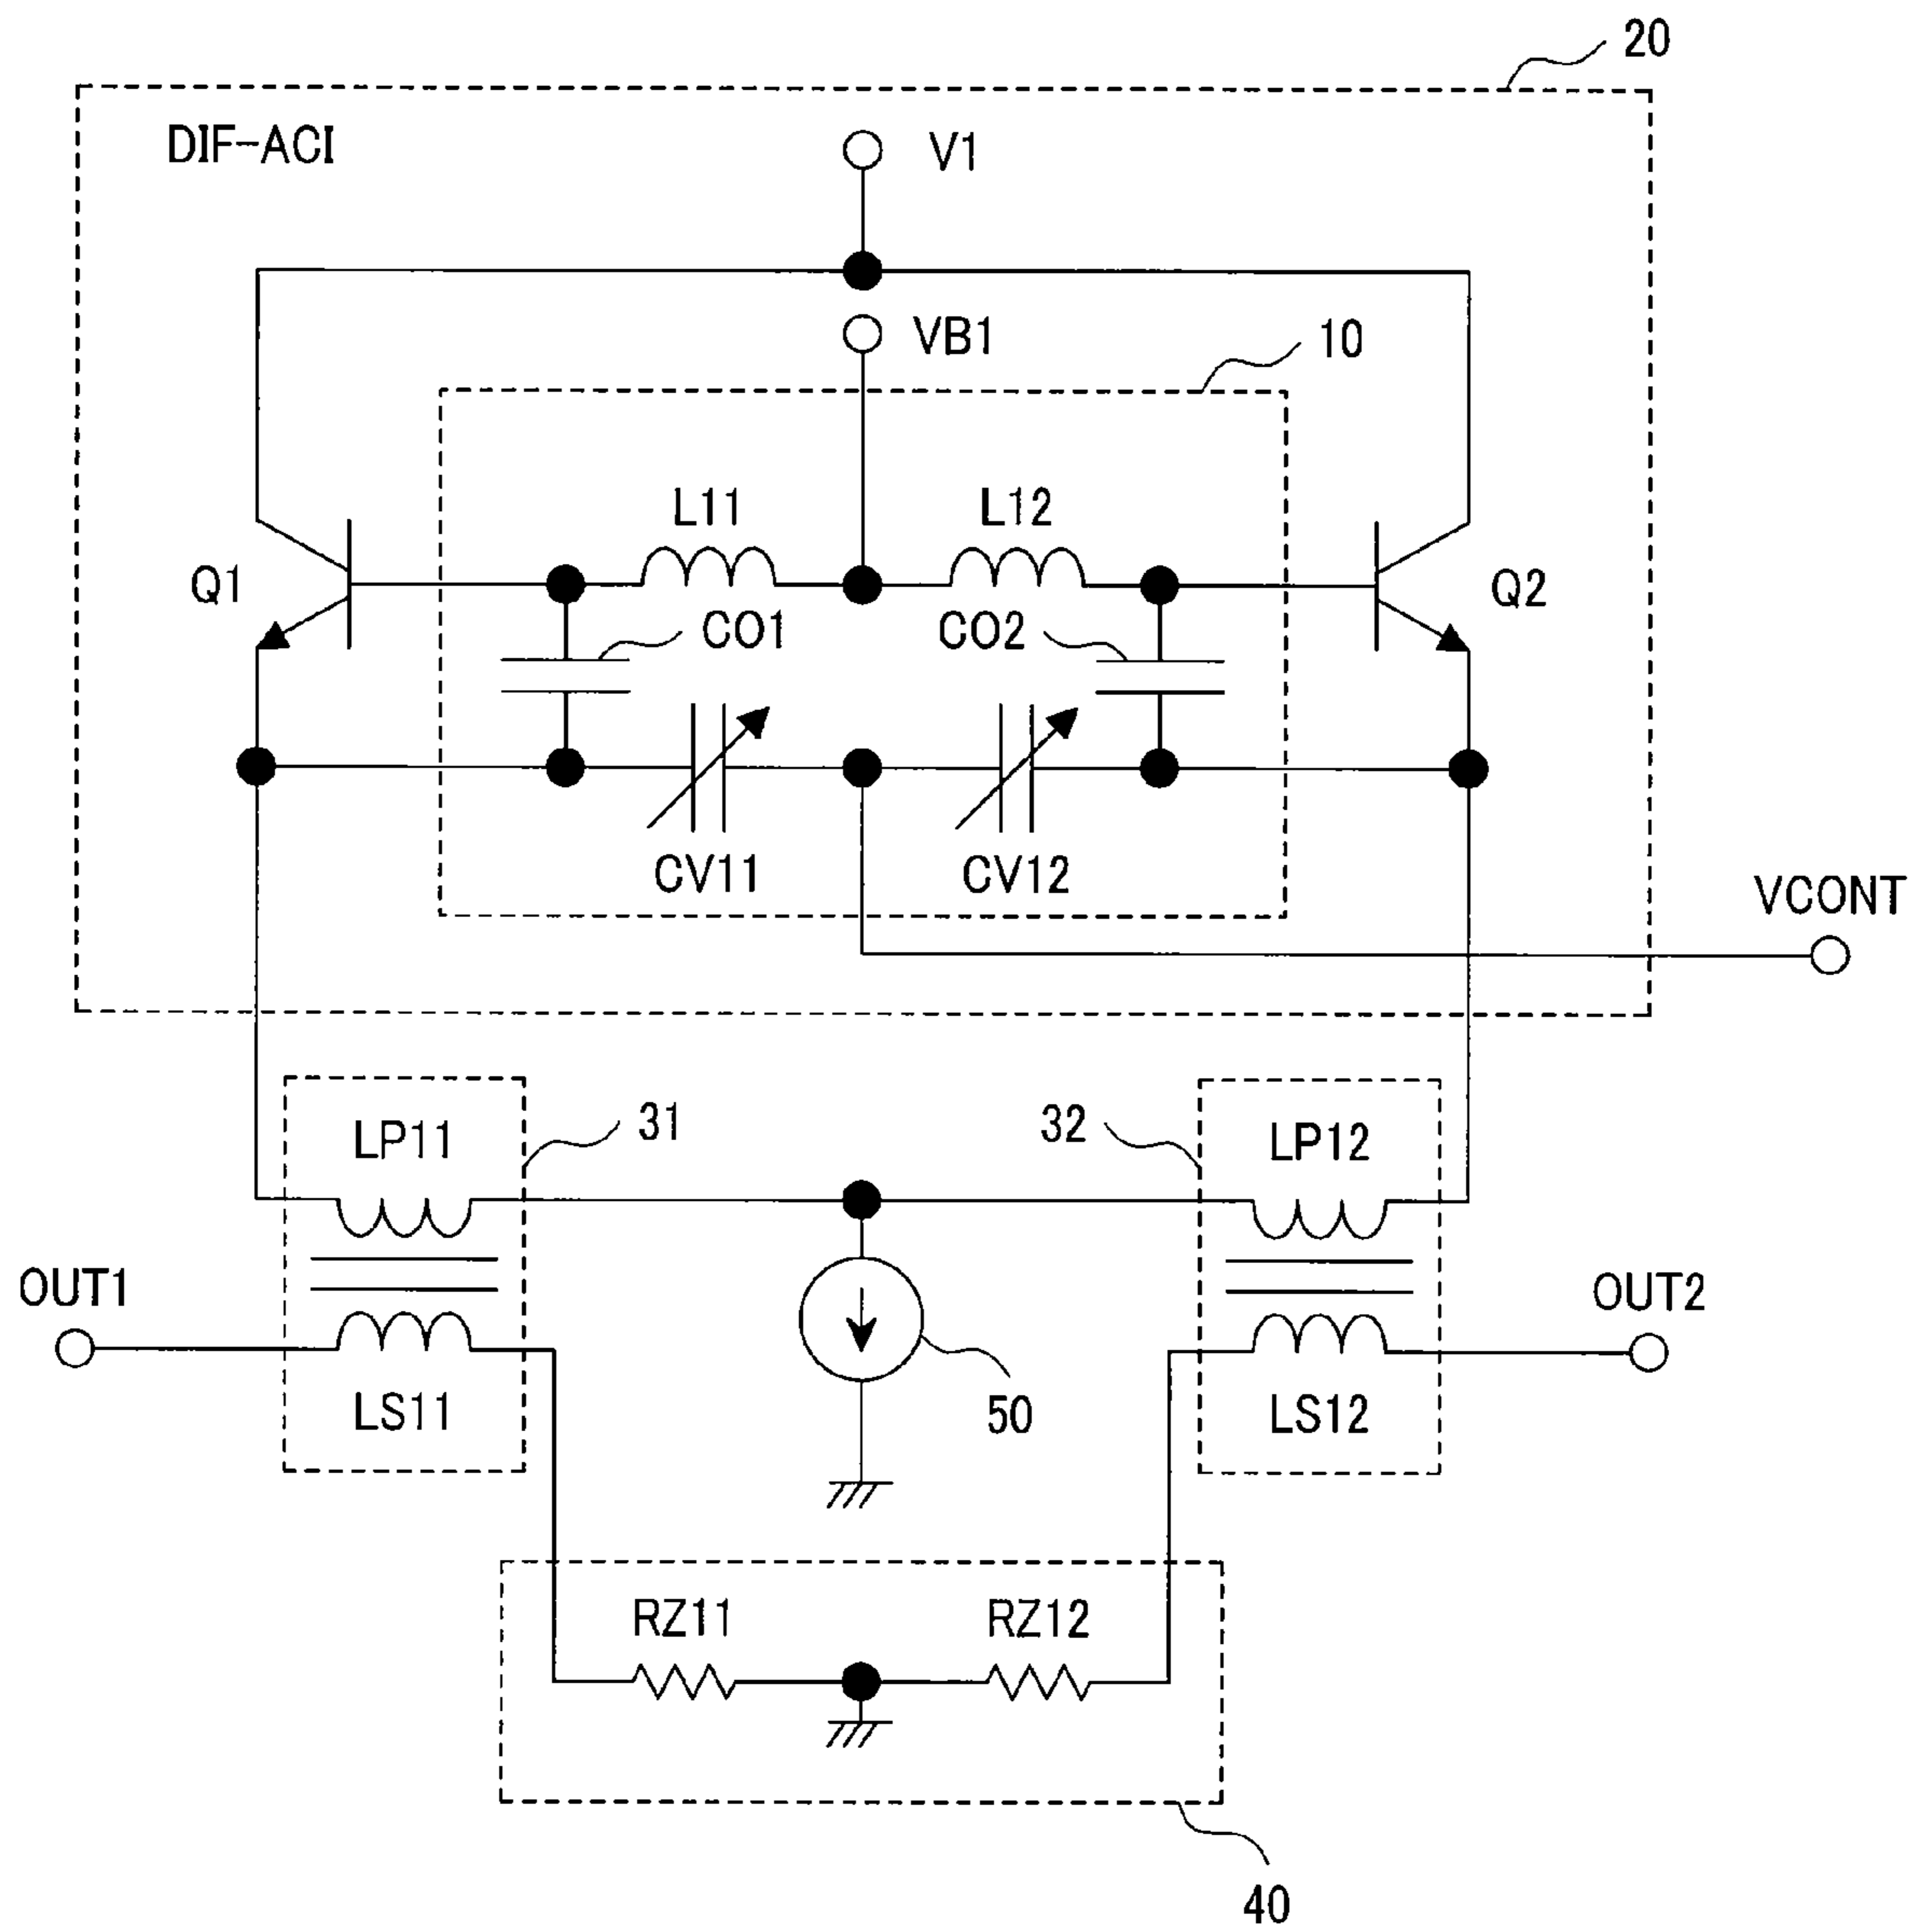 20
DIF-ACI
V1
VB1
10
L11
L12
Q1
Q2
CO1
CO2
CV11
CV12
VCONT
LP11
31
32
LP12
OUT1
OUT2
LS11
50
LS12
RZ11
RZ12
40